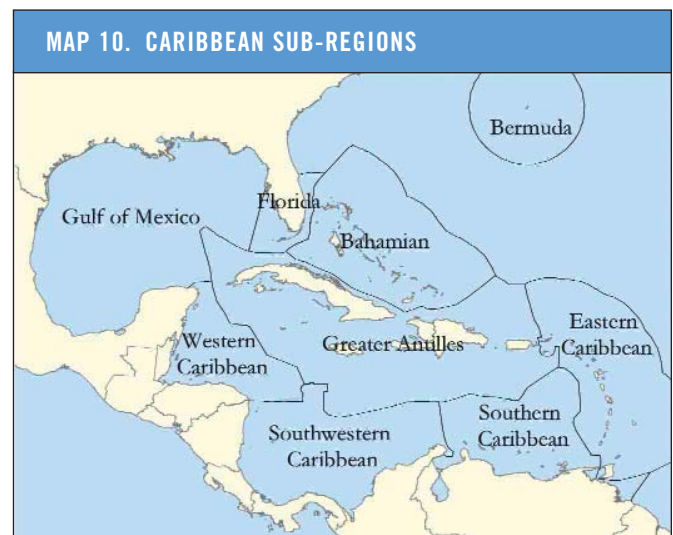 MAP 10. CARIBBEAN SUB-REGIONS
Bermuda
Florida
Gulf of Mexico
Bahamian
Eastern
Caribbean
Western
Caribbean
Greater Antilles
Southern
Caribbean
Southwestern
Caribbean